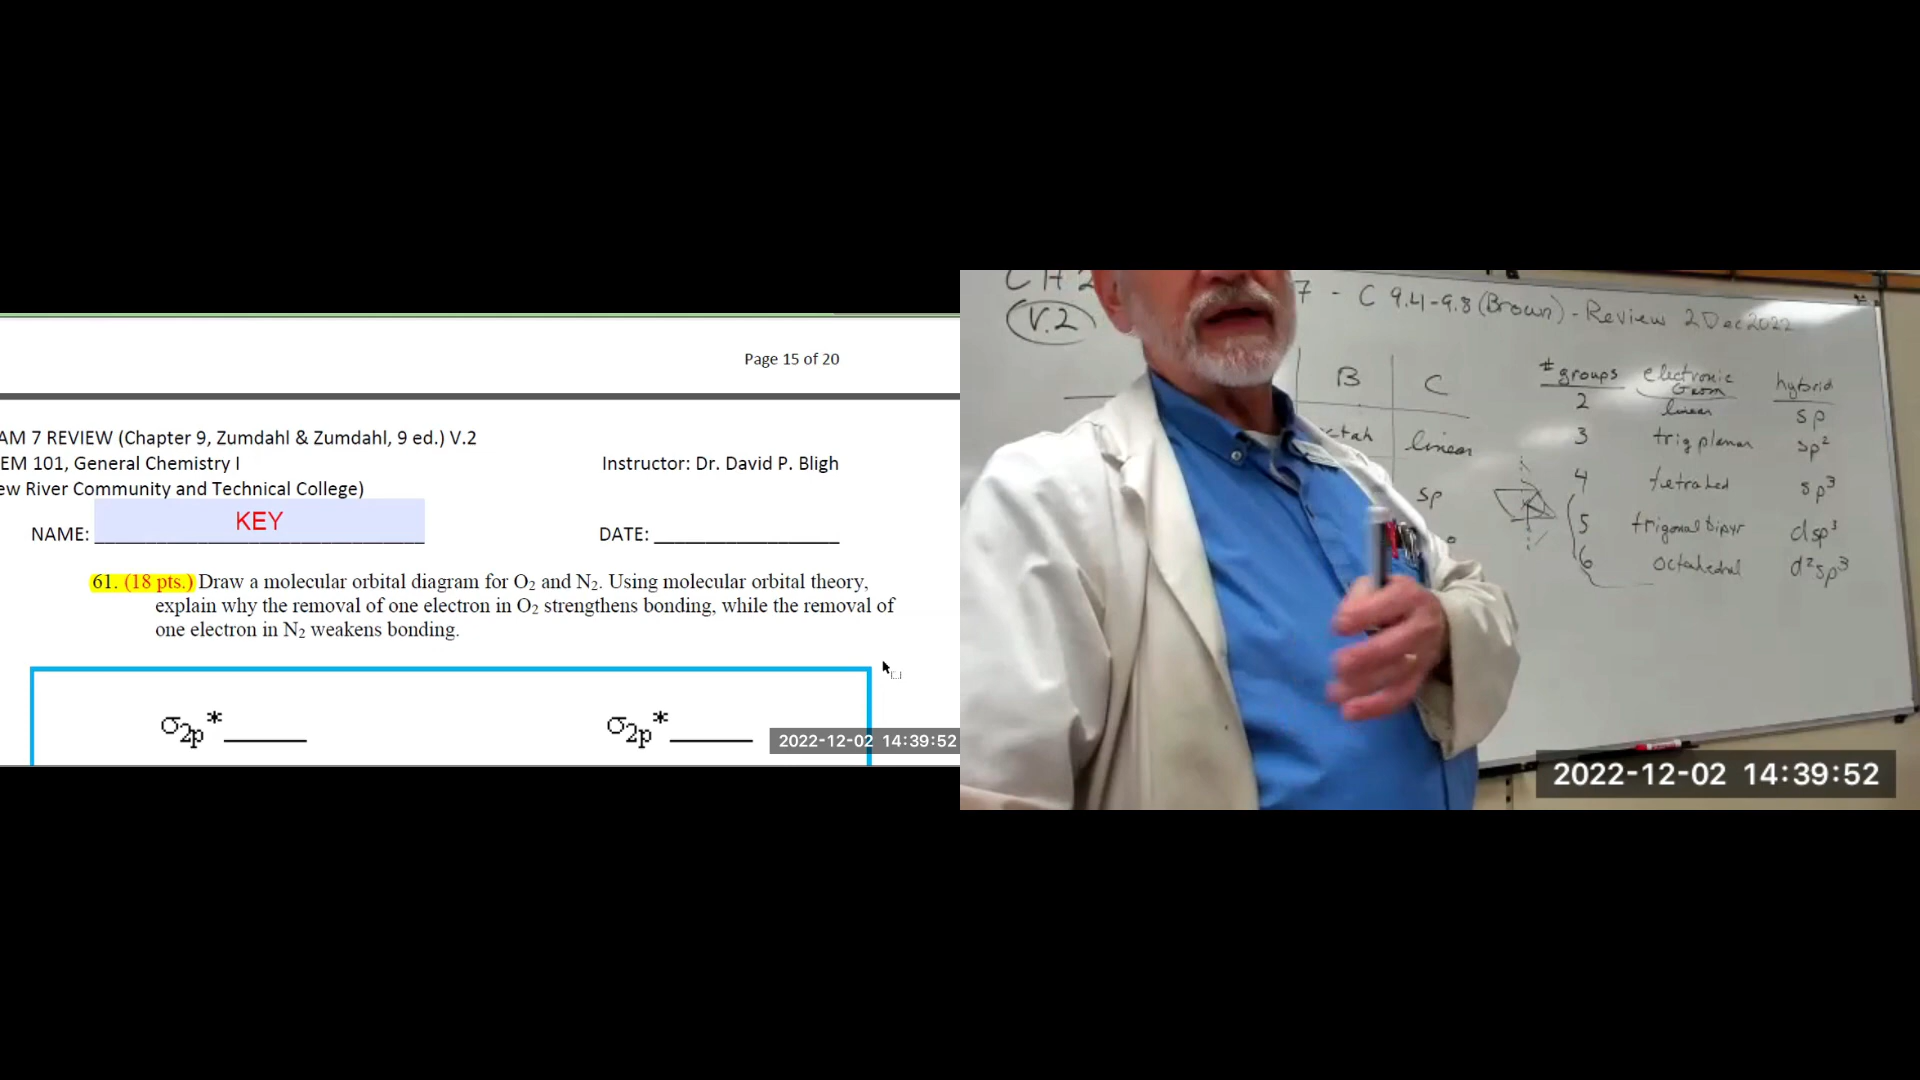 Page 15 of 20
AM 7 REVIEW (Chapter 9, Zumdahl & Zumdahl, 9 ed.) V.2
EM 101, General Chemistry I
Instructor: Dr. David P. Bligh
ew River Community and Technical College)
NAME: KEY
DATE:
61. (18 pts.) Draw a molecular orbital diagram for O₂ and N₂. Using molecular orbital theory,
explain why the removal of one electron in O₂ strengthens bonding, while the removal of
one electron in N₂ weakens bonding.
σ2p* σ2p*
2022-12-02 14:39:52
7 - C 9.4-9.8 (Brown) - Review 2 Dec 2022
V.2
B C
ctah linear
sp
# groups electronic Geom hybrid
2 linear sp
3 trig planar sp²
4 tetrahed sp³
5 trigonal bipyr dsp³
6 octahedral d²sp³
2022-12-02 14:39:52